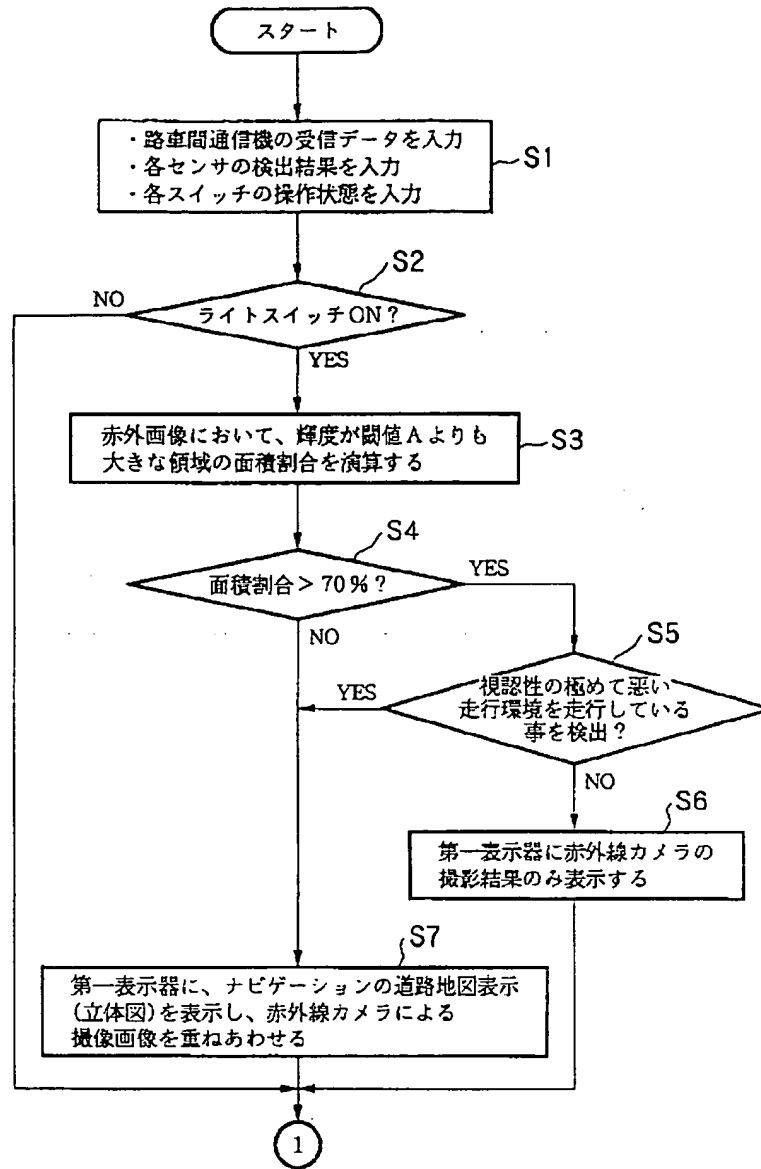 スタート
・路車間通信機の受信データを入力
・各センサの検出結果を入力
・各スイッチの操作状態を入力
S1
S2
NO
ライトスイッチON?
YES
赤外画像において、輝度が閾値Aよりも
大きな領域の面積割合を演算する
S3
S4
面積割合>70%?
YES
NO
S5
YES
視認性の極めて悪い
走行環境を走行している
事を検出?
NO
S6
第一表示器に赤外線カメラの
撮影結果のみ表示する
S7
第一表示器に、ナビゲーションの道路地図表示
(立体図)を表示し、赤外線カメラによる
撮像画像を重ねあわせる
1